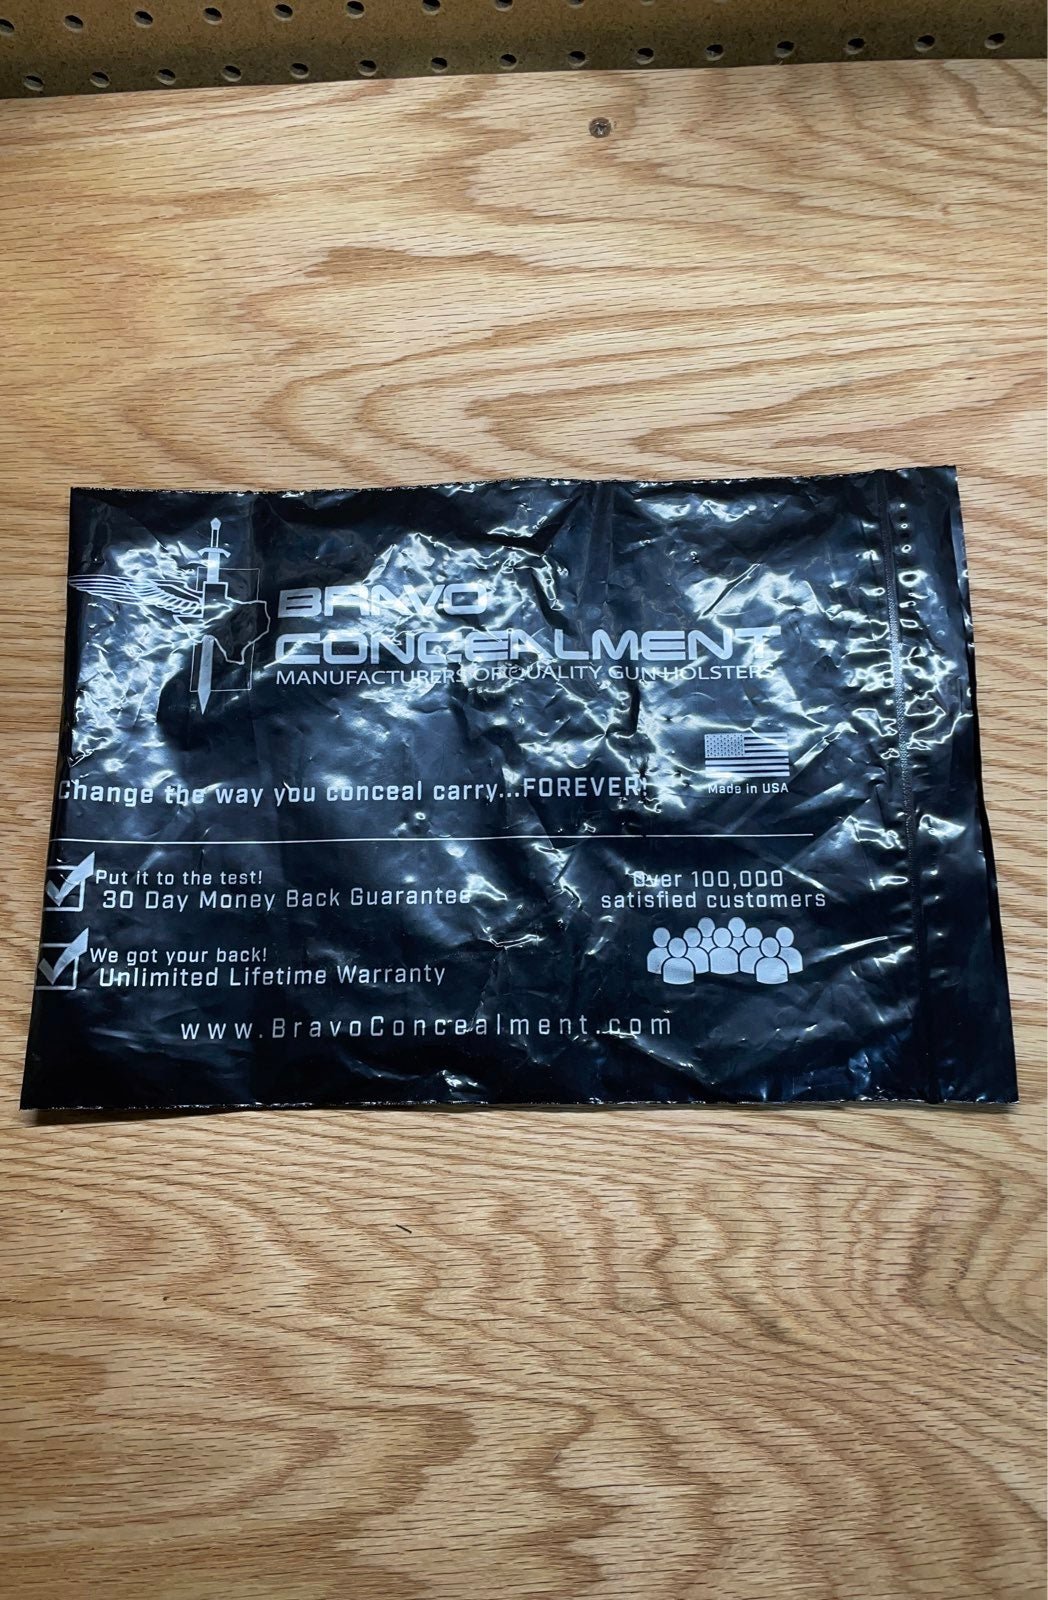 BRAVO
CONCEALMENT
MANUFACTURERS OF QUALITY GUN HOLSTERS
Change the way you conceal carry...FOREVER!
Made in USA
Put it to the test!
30 Day Money Back Guarantee
Over 100,000
satisfied customers
We got your back!
Unlimited Lifetime Warranty
www.BravoConcealment.com